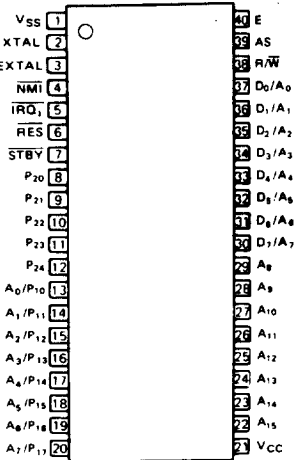 VSS 1
XTAL 2
EXTAL 3
NMI 4
IRQ1 5
RES 6
STBY 7
P20 8
P21 9
P22 10
P23 11
P24 12
A0/P10 13
A1/P11 14
A2/P12 15
A3/P13 16
A4/P14 17
A5/P15 18
A6/P16 19
A7/P17 20
40 E
39 AS
38 R/W
37 D0/A0
36 D1/A1
35 D2/A2
34 D3/A3
33 D4/A4
32 D5/A5
31 D6/A6
30 D7/A7
29 A8
28 A9
27 A10
26 A11
25 A12
24 A13
23 A14
22 A15
21 VCC